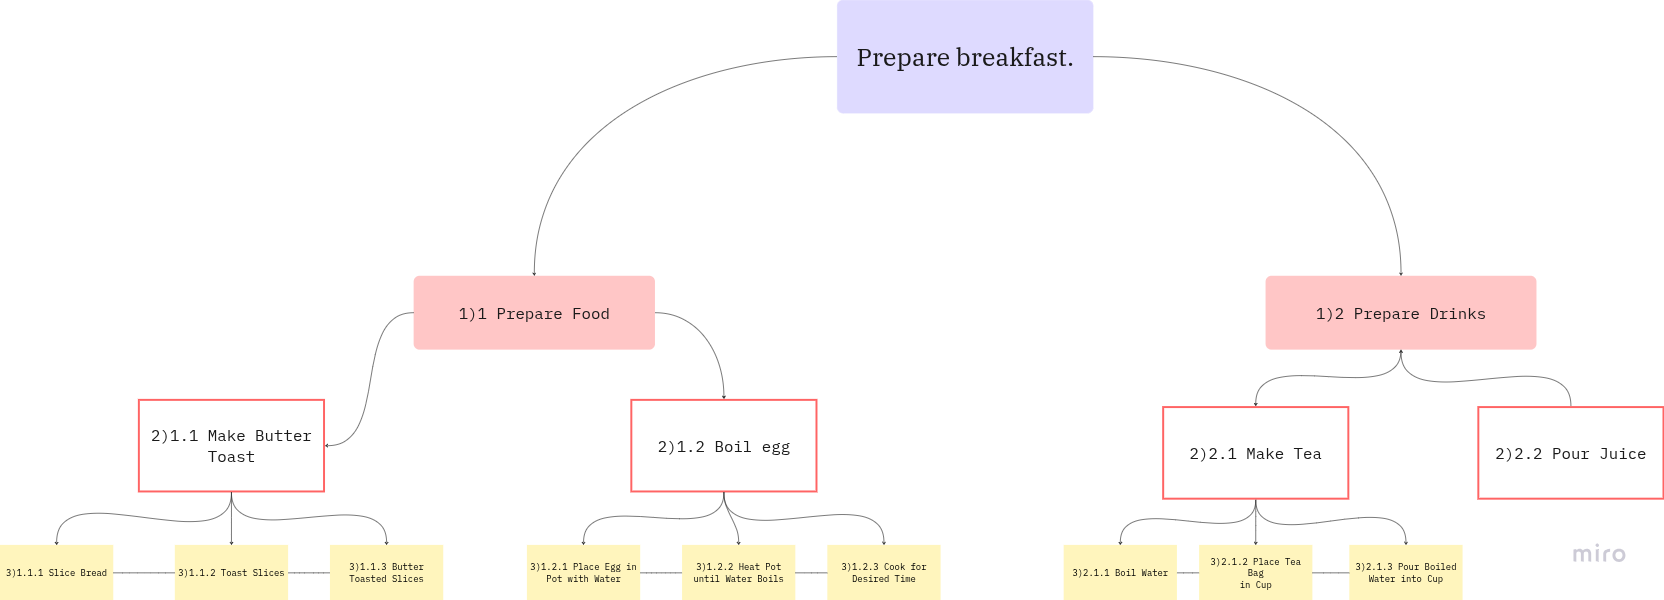 Prepare breakfast.
1)1 Prepare Food
1)2 Prepare Drinks
2)1.1 Make Butter
Toast
2)1.2 Boil egg
2)2.1 Make Tea
2)2.2 Pour Juice
3)1.1.1 Slice Bread
3)1.1.2 Toast Slices
3)1.1.3 Butter
Toasted Slices
3)1.2.1 Place Egg in
Pot with Water
3)1.2.2 Heat Pot
until Water Boils
3)1.2.3 Cook for
Desired Time
3)2.1.1 Boil Water
3)2.1.2 Place Tea
Bag
in Cup
3)2.1.3 Pour Boiled
Water into Cup
miro